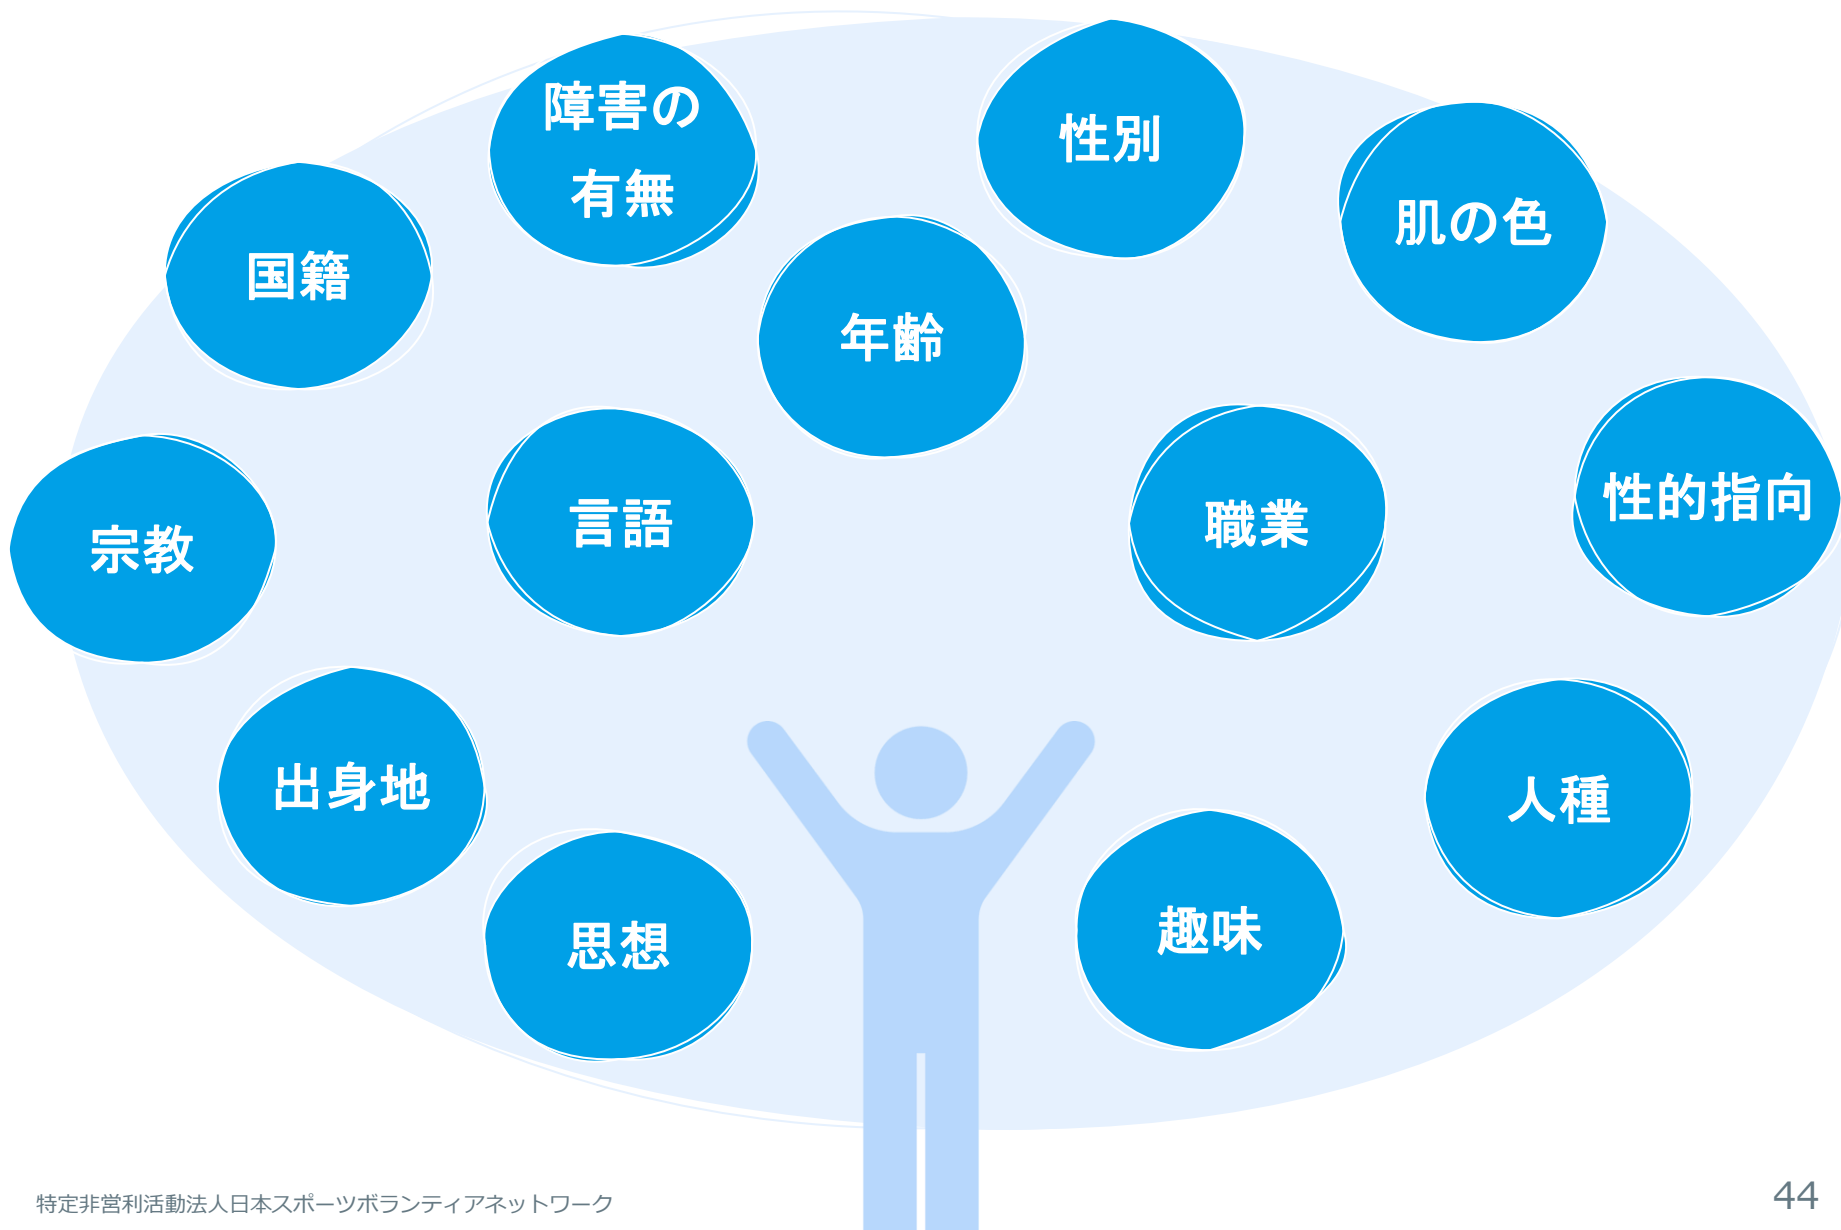 障害の
有無
性別
肌の色
国籍
年齢
性的指向
宗教
言語
職業
出身地
人種
思想
趣味
特定非営利活動法人日本スポーツボランティアネットワーク
44